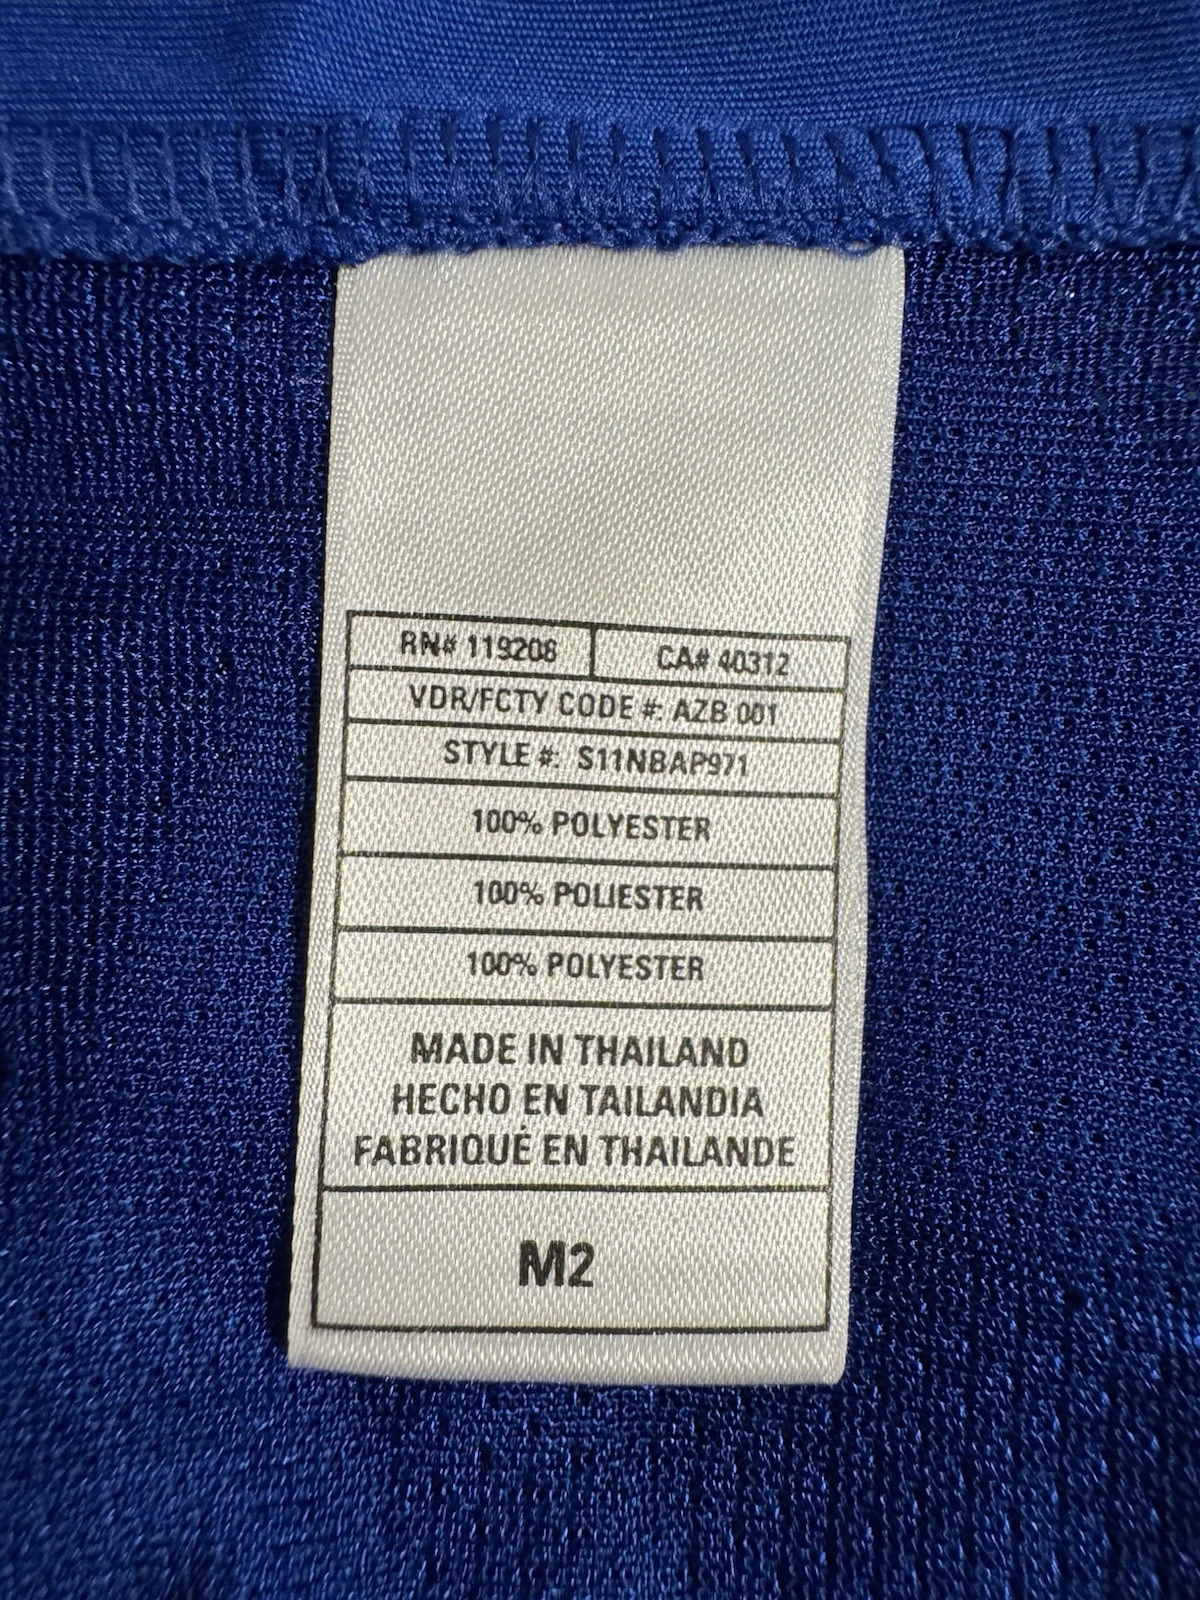 RN# 119208
CA# 40312
VDR/FCTY CODE #: AZB 001
STYLE #: S11NBAP971
100% POLYESTER
100% POLIESTER
100% POLYESTER
MADE IN THAILAND
HECHO EN TAILANDIA
FABRIQUÉ EN THAILANDE
M2